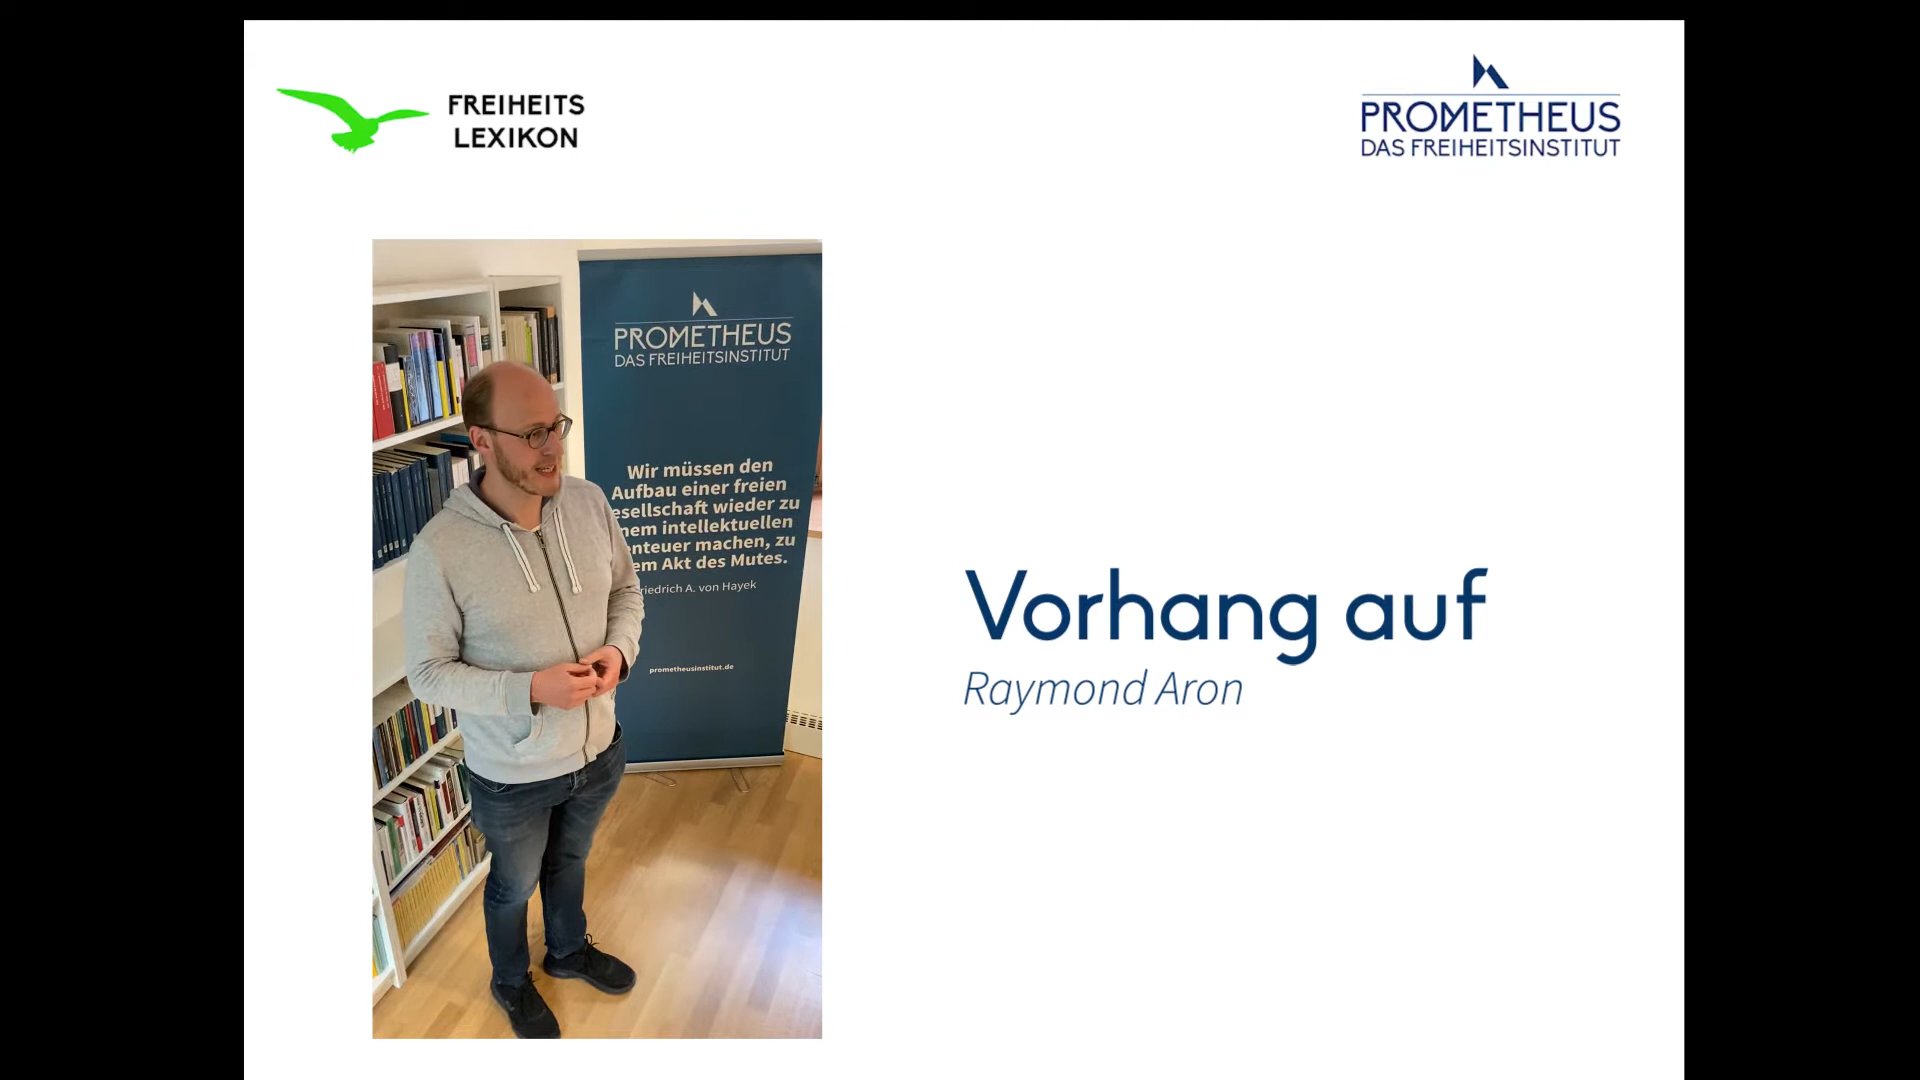 FREIHEITS
LEXIKON
PROMETHEUS
DAS FREIHEITSINSTITUT
PROMETHEUS
DAS FREIHEITSINSTITUT
Wir müssen den
Aufbau einer freien
esellschaft wieder zu
nem intellektuellen
enteuer machen, zu
em Akt des Mutes.
riedrich A. von Hayek
prometheusinstitut.de
Vorhang auf
Raymond Aron